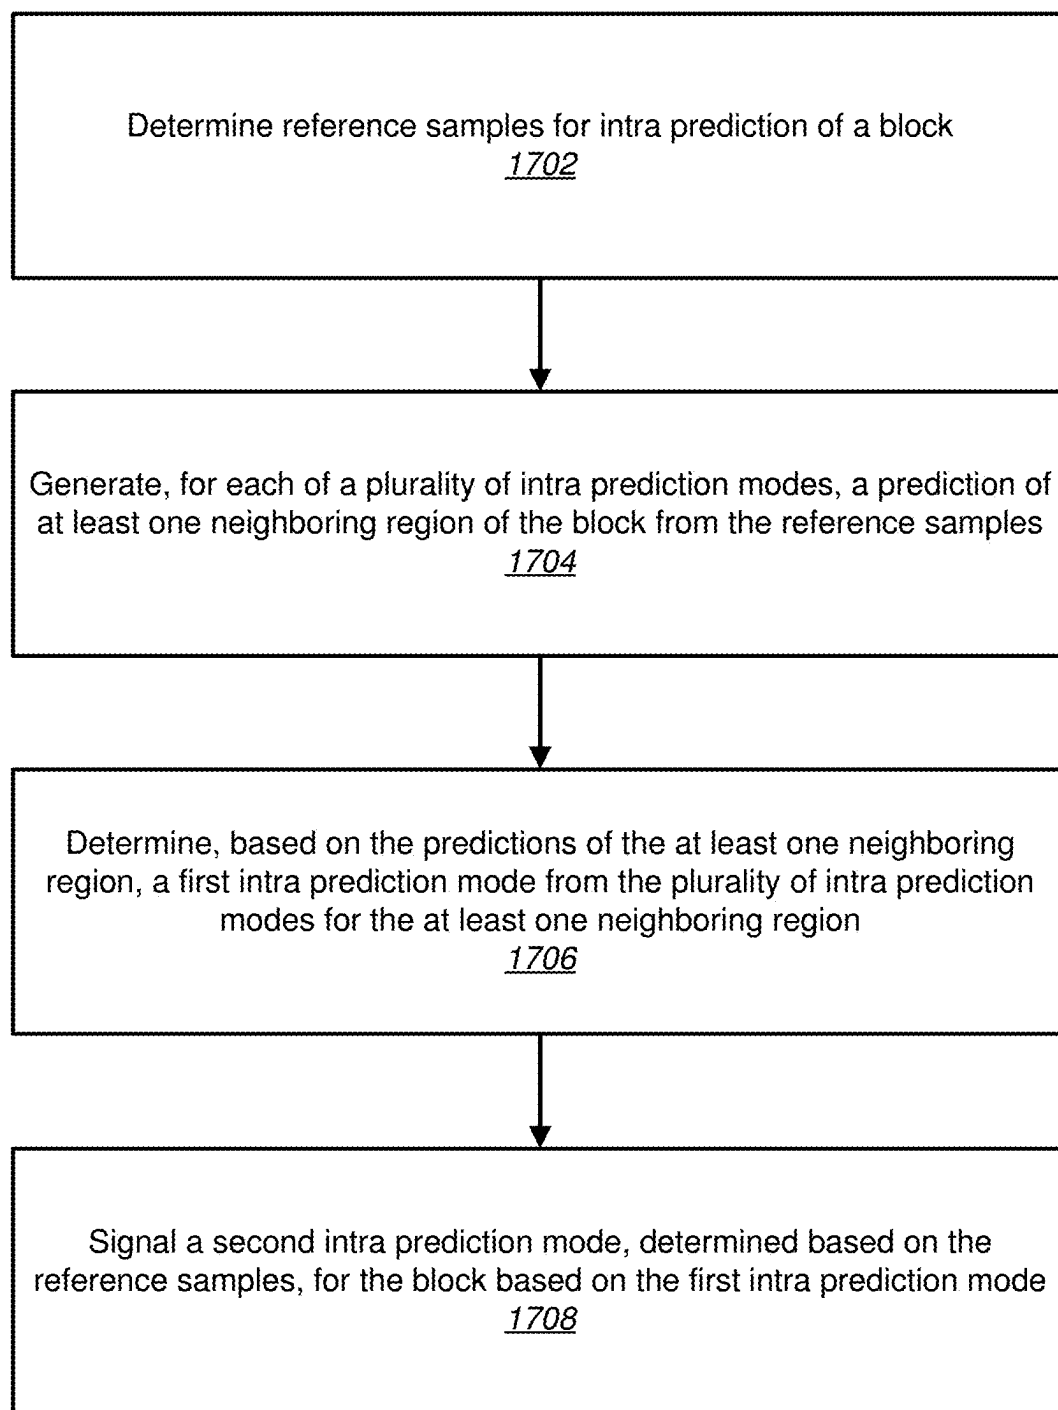 Determine reference samples for intra prediction of a block
1702
Generate, for each of a plurality of intra prediction modes, a prediction of
at least one neighboring region of the block from the reference samples
1704
Determine, based on the predictions of the at least one neighboring
region, a first intra prediction mode from the plurality of intra prediction
modes for the at least one neighboring region
1706
Signal a second intra prediction mode, determined based on the
reference samples, for the block based on the first intra prediction mode
1708